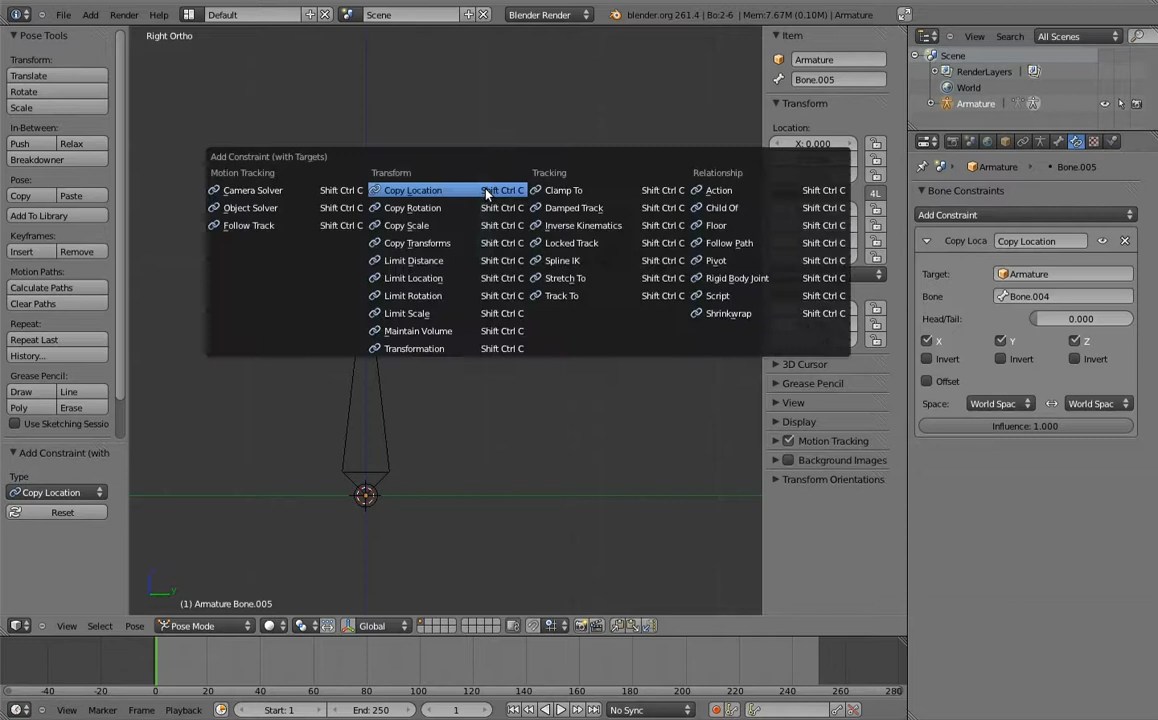 File Add Render Help Default Scene Blender Render blender.org 261.4 | Bo:2-6 | Mem:7.67M (0.10M) | Armature
Pose Tools
Transform:
Translate
Rotate
Scale
In-Between:
Push Relax
Breakdowner
Pose:
Copy Paste
Add To Library
Keyframes:
Insert Remove
Motion Paths:
Calculate Paths
Clear Paths
Repeat:
Repeat Last
History...
Grease Pencil:
Draw Line
Poly Erase
Use Sketching Sessio
Add Constraint (with
Type
Copy Location
Reset
Right Ortho
Add Constraint (with Targets)
Motion Tracking
Camera Solver Shift Ctrl C
Object Solver Shift Ctrl C
Follow Track Shift Ctrl C
Transform
Copy Location Shift Ctrl C
Copy Rotation Shift Ctrl C
Copy Scale Shift Ctrl C
Copy Transforms Shift Ctrl C
Limit Distance Shift Ctrl C
Limit Location Shift Ctrl C
Limit Rotation Shift Ctrl C
Limit Scale Shift Ctrl C
Maintain Volume Shift Ctrl C
Transformation Shift Ctrl C
Tracking
Clamp To Shift Ctrl C
Damped Track Shift Ctrl C
Inverse Kinematics Shift Ctrl C
Locked Track Shift Ctrl C
Spline IK Shift Ctrl C
Stretch To Shift Ctrl C
Track To Shift Ctrl C
Relationship
Action Shift Ctrl C
Child Of Shift Ctrl C
Floor Shift Ctrl C
Follow Path Shift Ctrl C
Pivot Shift Ctrl C
Rigid Body Joint Shift Ctrl C
Script Shift Ctrl C
Shrinkwrap Shift Ctrl C
z
y
(1) Armature Bone.005
View Select Pose Pose Mode Global
Item
Armature
Bone.005
Transform
Location:
X: 0.000
4L
3D Cursor
Grease Pencil
View
Display
Motion Tracking
Background Images
Transform Orientations
View Search All Scenes
Scene
RenderLayers |
World
Armature |
Armature Bone.005
Bone Constraints
Add Constraint
Copy Loca Copy Location
Target: Armature
Bone Bone.004
Head/Tail: 0.000
X Y Z
Invert Invert Invert
Offset
Space: World Spac World Spac
Influence: 1.000
-40 -20 0 20 40 60 80 100 120 140 160 180 200 220 240 260 280
View Marker Frame Playback Start: 1 End: 250 1 No Sync